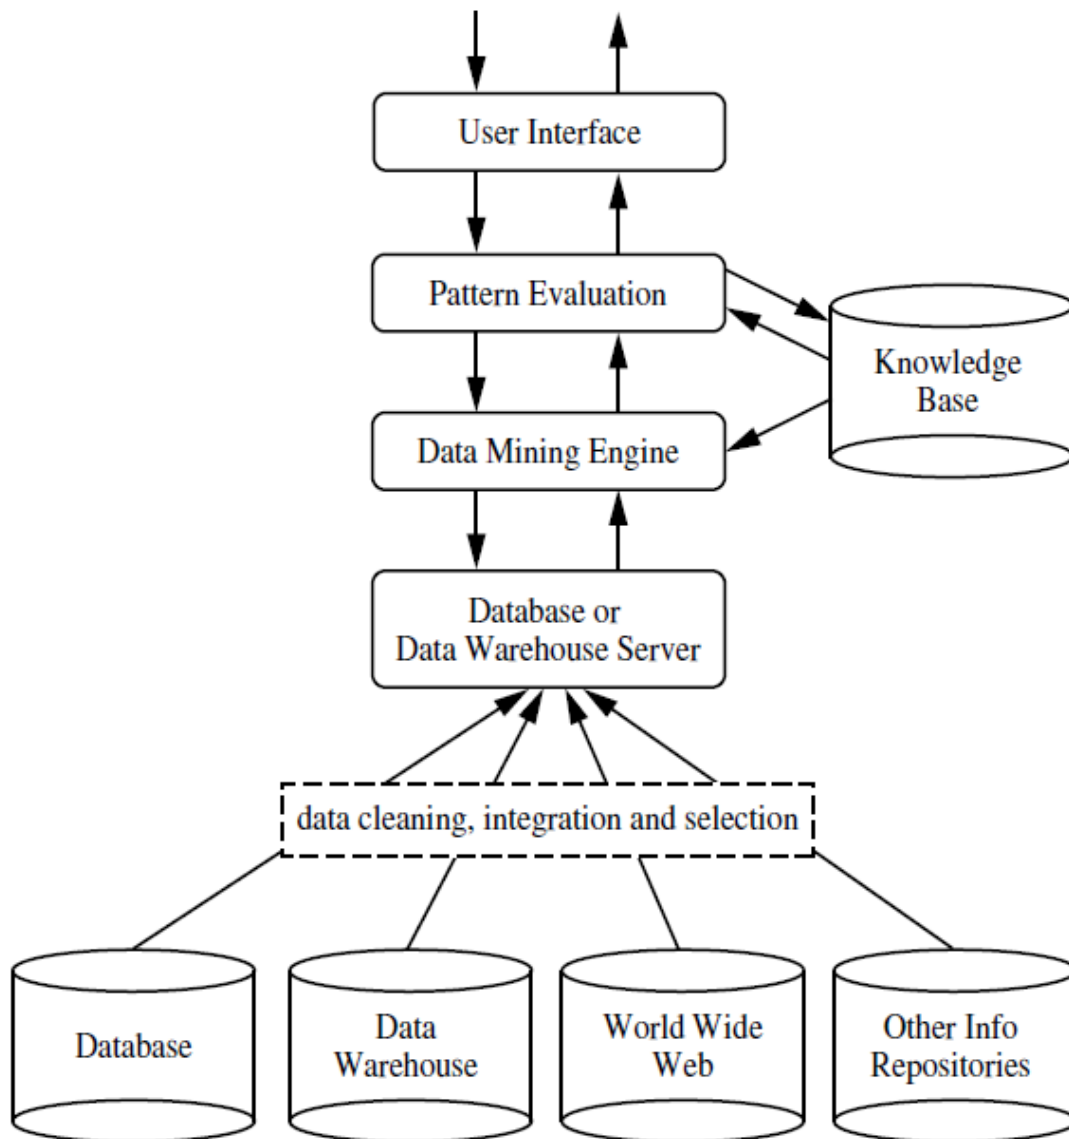 User Interface
Pattern Evaluation
Knowledge
Base
Data Mining Engine
Database or
Data Warehouse Server
data cleaning, integration and selection
Database
Data
Warehouse
World Wide
Web
Other Info
Repositories